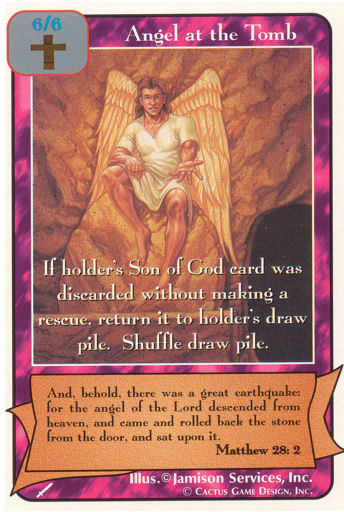 6/6
Angel at the Tomb
If holder's Son of God card was
discarded without making a
rescue, return it to holder's draw
pile. Shuffle draw pile.
And, behold, there was a great earthquake:
for the angel of the Lord descended from
heaven, and came and rolled back the stone
from the door, and sat upon it.
Matthew 28: 2
Illus.©Jamison Services, Inc.
© CACTUS GAME DESIGN, INC.